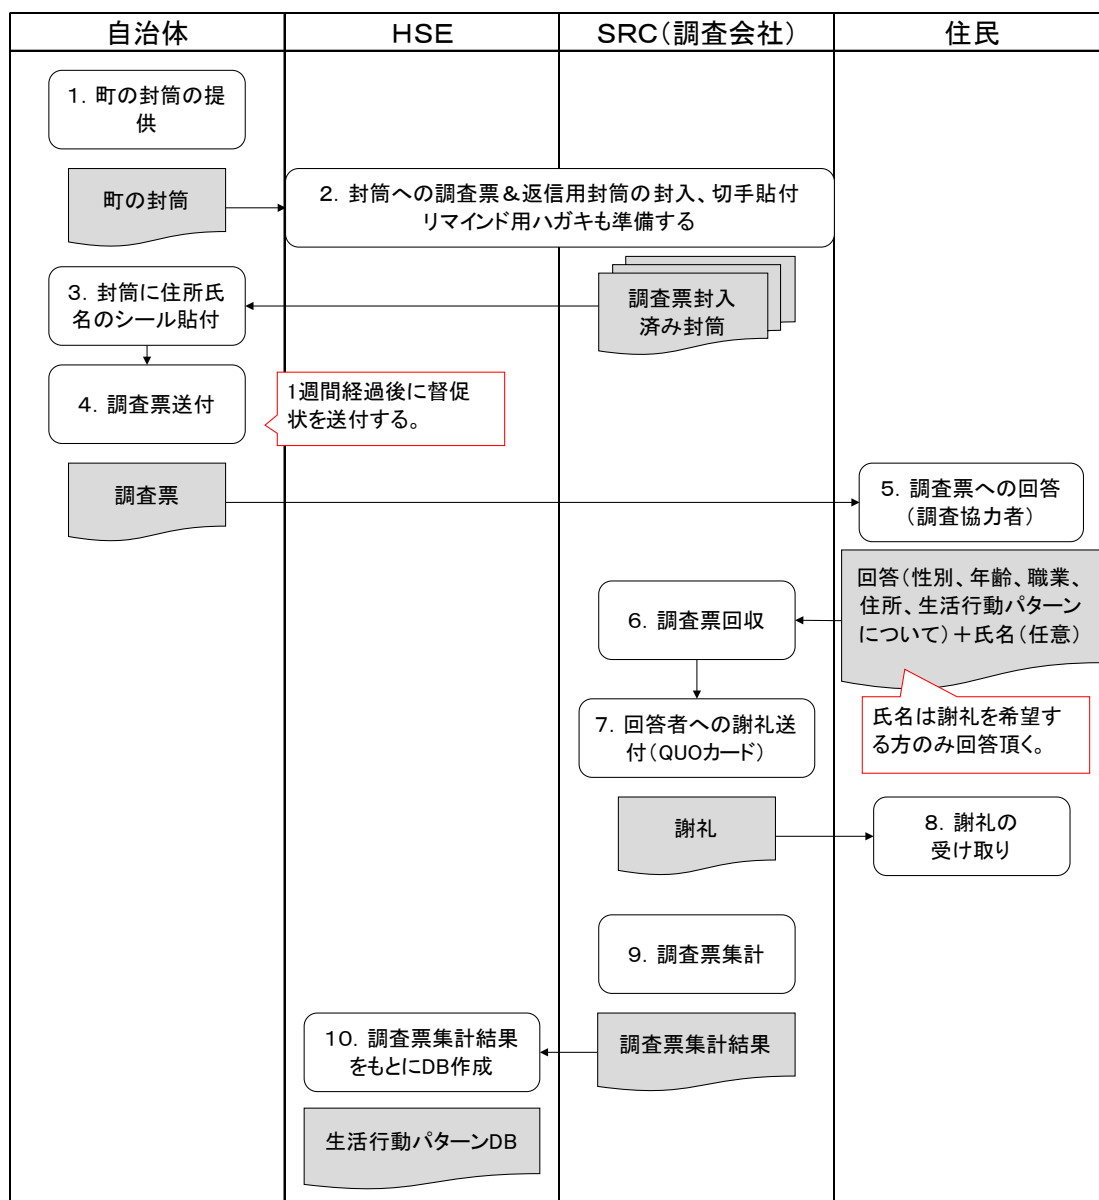 自治体
HSE
SRC（調査会社）
住民
1．町の封筒の提
供
町の封筒
2．封筒への調査票＆返信用封筒の封入、切手貼付
リマインド用ハガキも準備する
調査票封入
済み封筒
3．封筒に住所氏
名のシール貼付
4．調査票送付
1週間経過後に督促
状を送付する。
調査票
5．調査票への回答
（調査協力者）
回答（性別、年齢、職業、
住所、生活行動パターン
について）＋氏名（任意）
6．調査票回収
氏名は謝礼を希望す
る方のみ回答頂く。
7．回答者への謝礼送
付（QUOカード）
謝礼
8．謝礼の
受け取り
9．調査票集計
調査票集計結果
10．調査票集計結果
をもとにDB作成
生活行動パターンDB